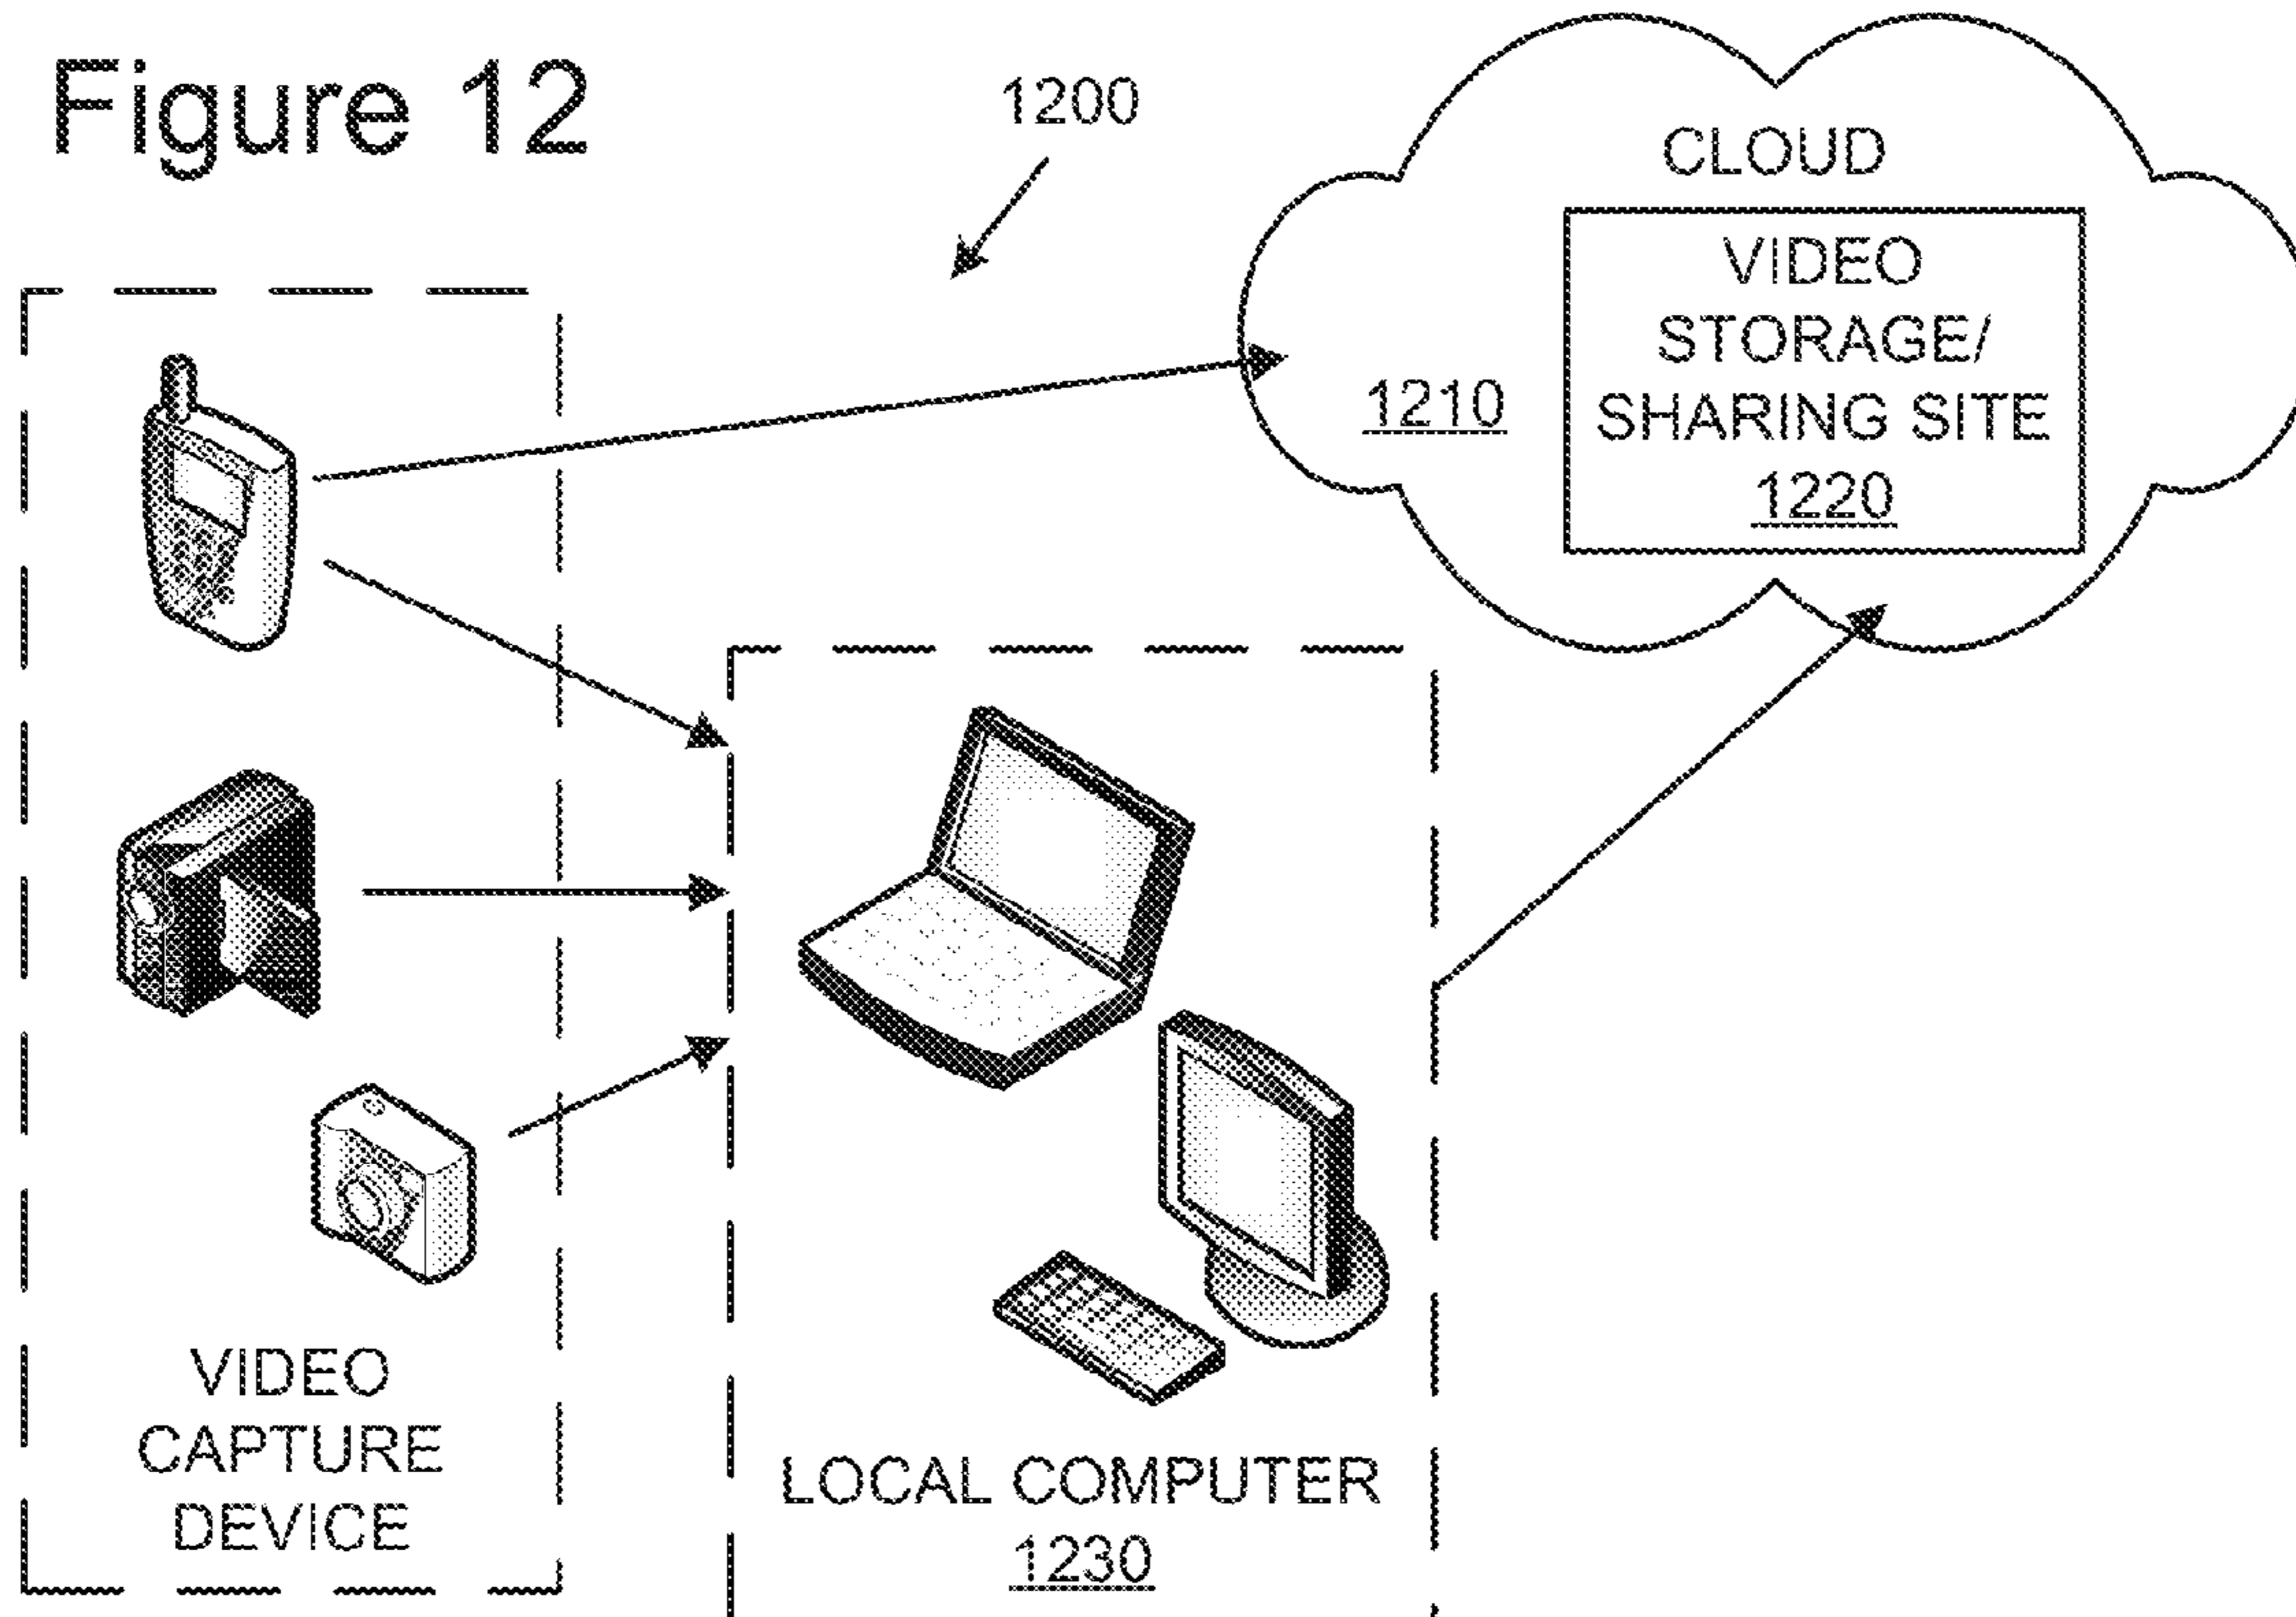 Figure 12
1200
CLOUD
VIDEO
STORAGE/
SHARING SITE
1220
1210
VIDEO
CAPTURE
DEVICE
LOCAL COMPUTER
1230